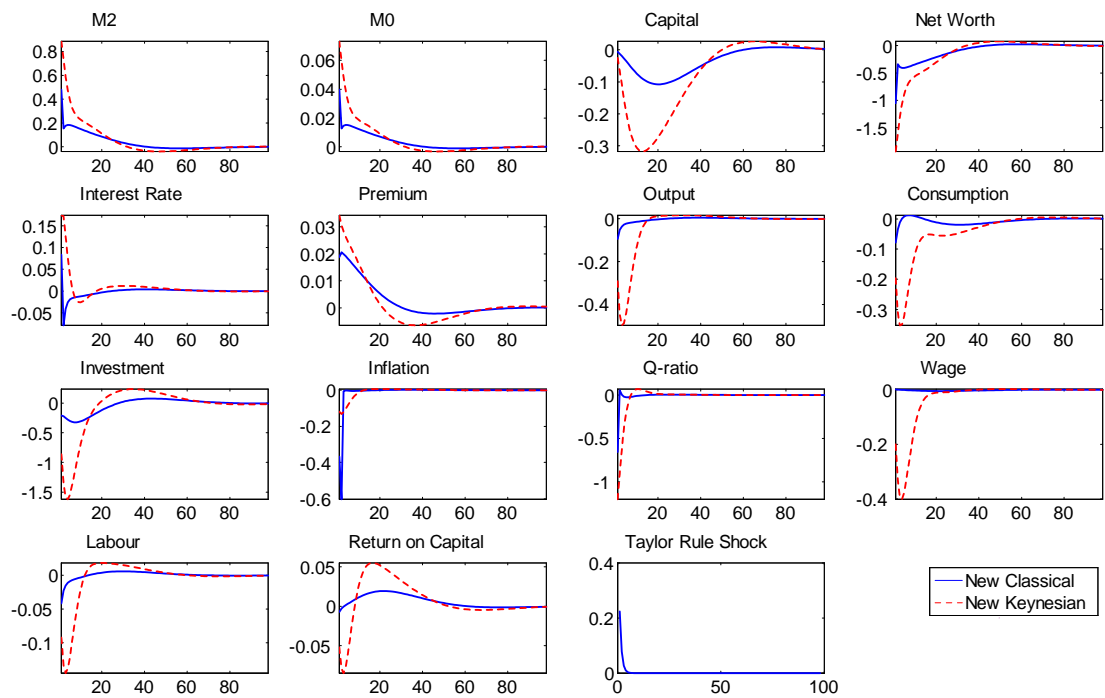 M2
M0
Capital
Net Worth
0.8
0.6
0.4
0.2
0
20 40 60 80
0.06
0.04
0.02
0
20 40 60 80
0
-0.1
-0.2
-0.3
20 40 60 80
0
-0.5
-1
-1.5
20 40 60 80
Interest Rate
Premium
Output
Consumption
0.15
0.1
0.05
0
-0.05
20 40 60 80
0.03
0.02
0.01
0
20 40 60 80
0
-0.2
-0.4
20 40 60 80
0
-0.1
-0.2
-0.3
20 40 60 80
Investment
Inflation
Q-ratio
Wage
0
-0.5
-1
-1.5
20 40 60 80
0
-0.2
-0.4
-0.6
20 40 60 80
0
-0.5
-1
20 40 60 80
0
-0.2
-0.4
20 40 60 80
Labour
Return on Capital
Taylor Rule Shock
0
-0.05
-0.1
20 40 60 80
0.05
0
-0.05
20 40 60 80
0.4
0.2
0
0 50 100
New Classical
New Keynesian